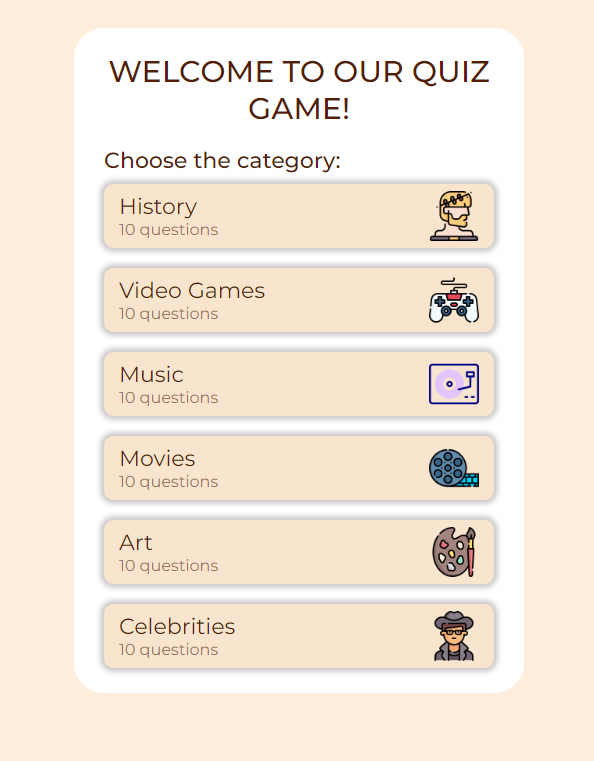 WELCOME TO OUR QUIZ
GAME!
Choose the category:
History
10 questions
Video Games
10 questions
Music
10 questions
Movies
10 questions
Art
10 questions
Celebrities
10 questions